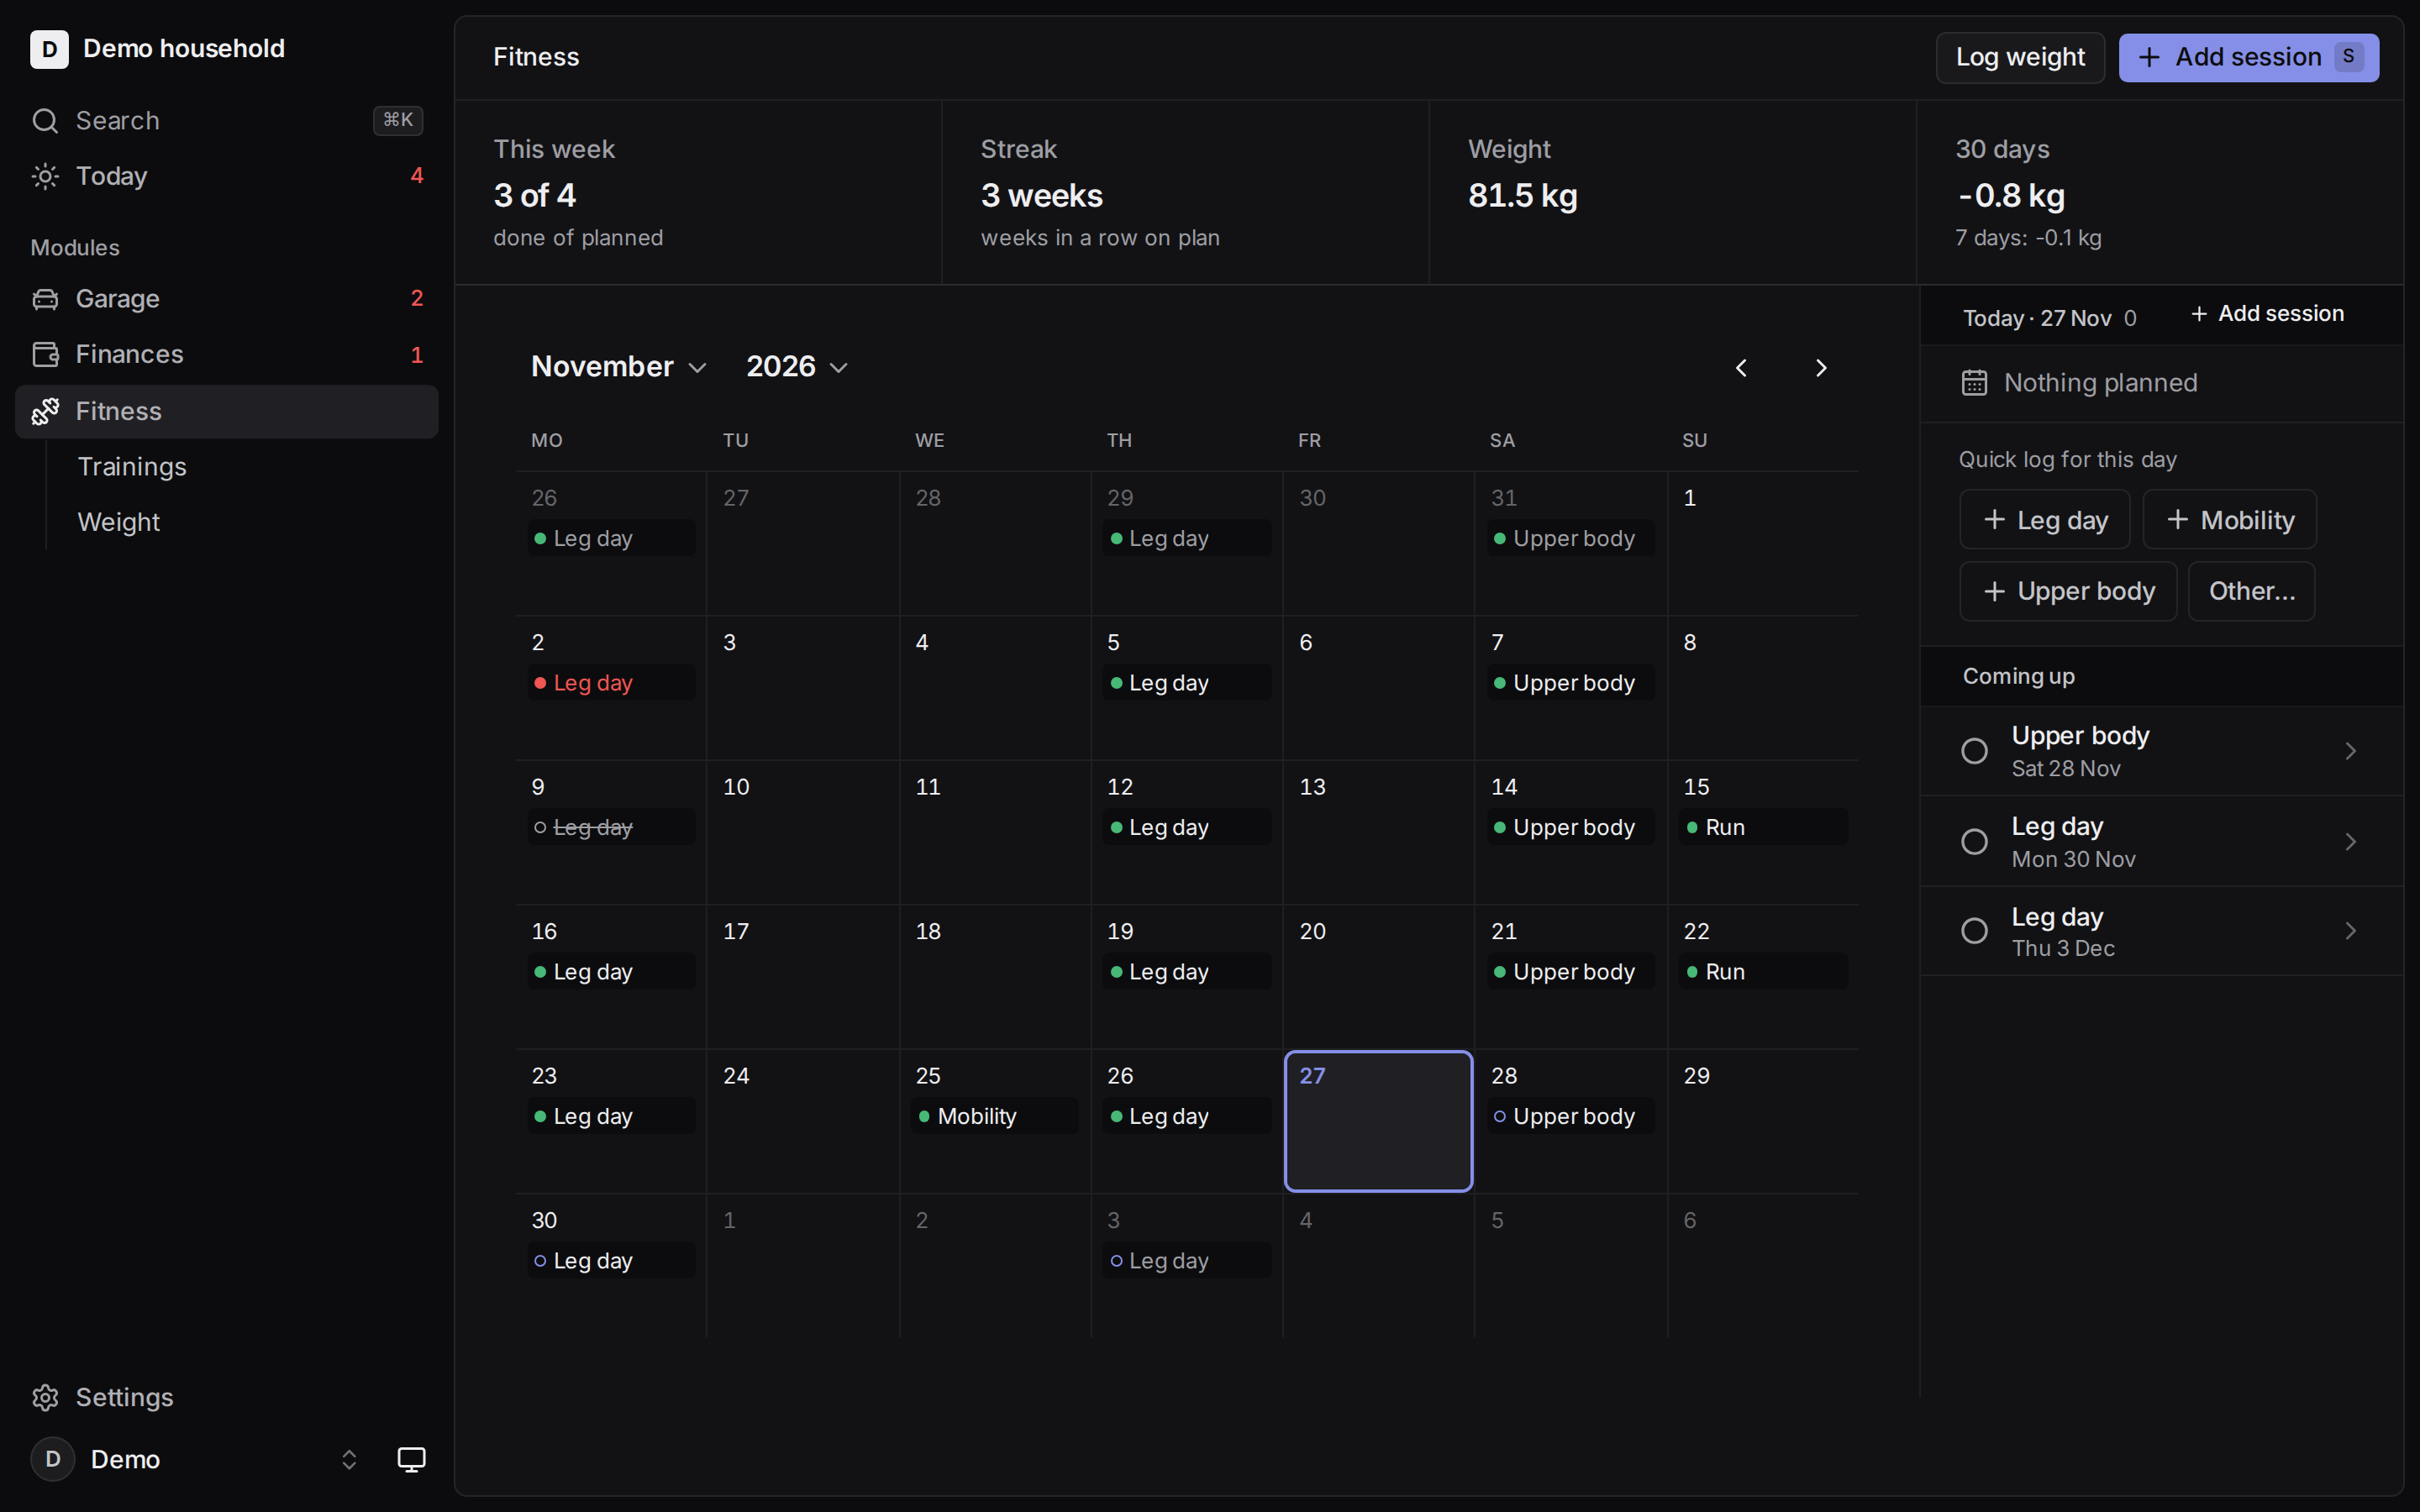 D Demo household
Search ⌘K
Today 4
Modules
Garage 2
Finances 1
Fitness
Trainings
Weight
Settings
D Demo
Fitness
Log weight
+ Add session S
This week
3 of 4
done of planned
Streak
3 weeks
weeks in a row on plan
Weight
81.5 kg
30 days
-0.8 kg
7 days: -0.1 kg
November 2026
MO TU WE TH FR SA SU
26 27 28 29 30 31 1
Leg day Leg day Upper body
2 3 4 5 6 7 8
Leg day Leg day Upper body
9 10 11 12 13 14 15
Leg day Leg day Upper body Run
16 17 18 19 20 21 22
Leg day Leg day Upper body Run
23 24 25 26 27 28 29
Leg day Mobility Leg day Upper body
30 1 2 3 4 5 6
Leg day Leg day
Today · 27 Nov 0 + Add session
Nothing planned
Quick log for this day
+ Leg day + Mobility
+ Upper body Other...
Coming up
Upper body
Sat 28 Nov
Leg day
Mon 30 Nov
Leg day
Thu 3 Dec